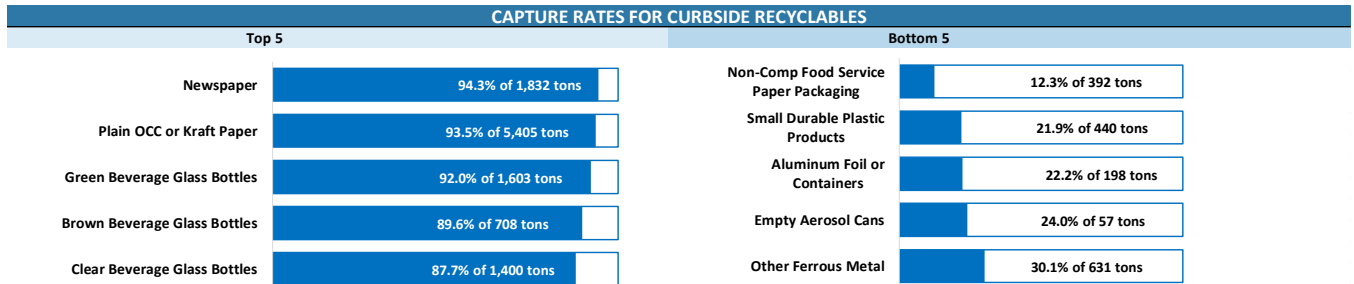 CAPTURE RATES FOR CURBSIDE RECYCLABLES
Top 5
Newspaper
94.3% of 1,832 tons
Plain OCC or Kraft Paper
93.5% of 5,405 tons
Green Beverage Glass Bottles
92.0% of 1,603 tons
Brown Beverage Glass Bottles
89.6% of 708 tons
Clear Beverage Glass Bottles
87.7% of 1,400 tons
Bottom 5
Non-Comp Food Service
Paper Packaging
12.3% of 392 tons
Small Durable Plastic
Products
21.9% of 440 tons
Aluminum Foil or
Containers
22.2% of 198 tons
Empty Aerosol Cans
24.0% of 57 tons
Other Ferrous Metal
30.1% of 631 tons